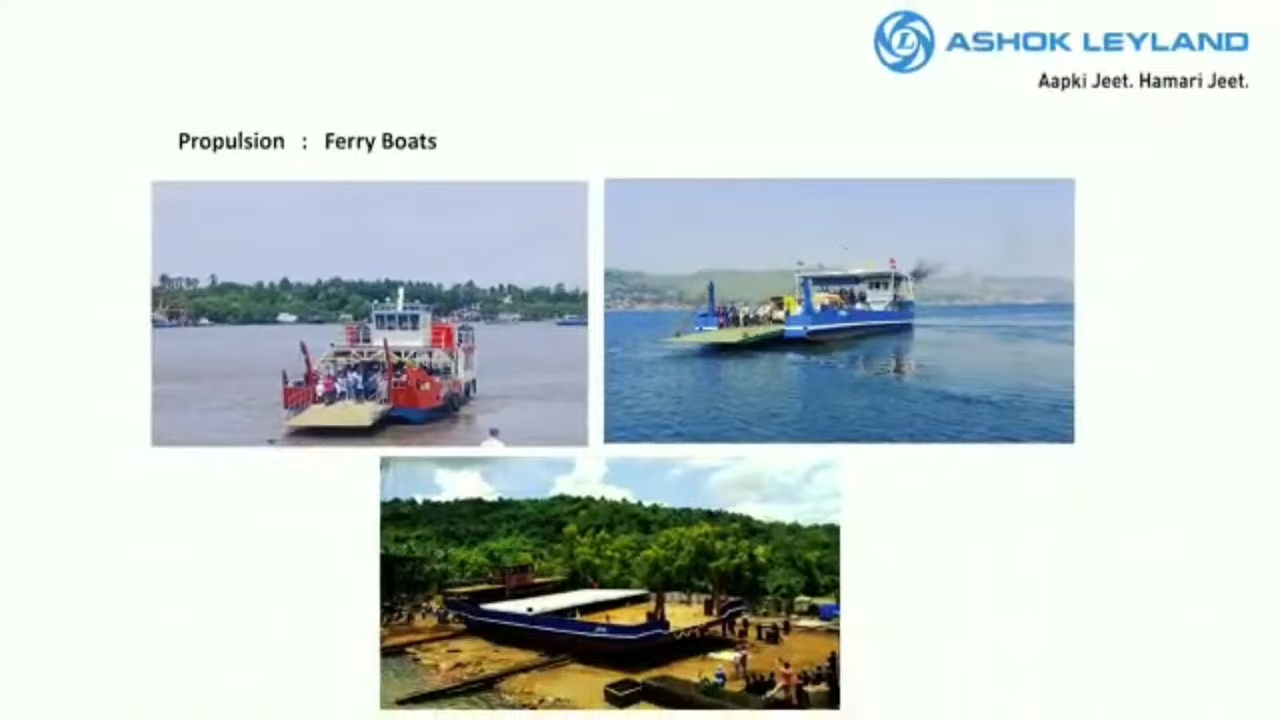 ASHOK LEYLAND
Aapki Jeet. Hamari Jeet.
Propulsion : Ferry Boats